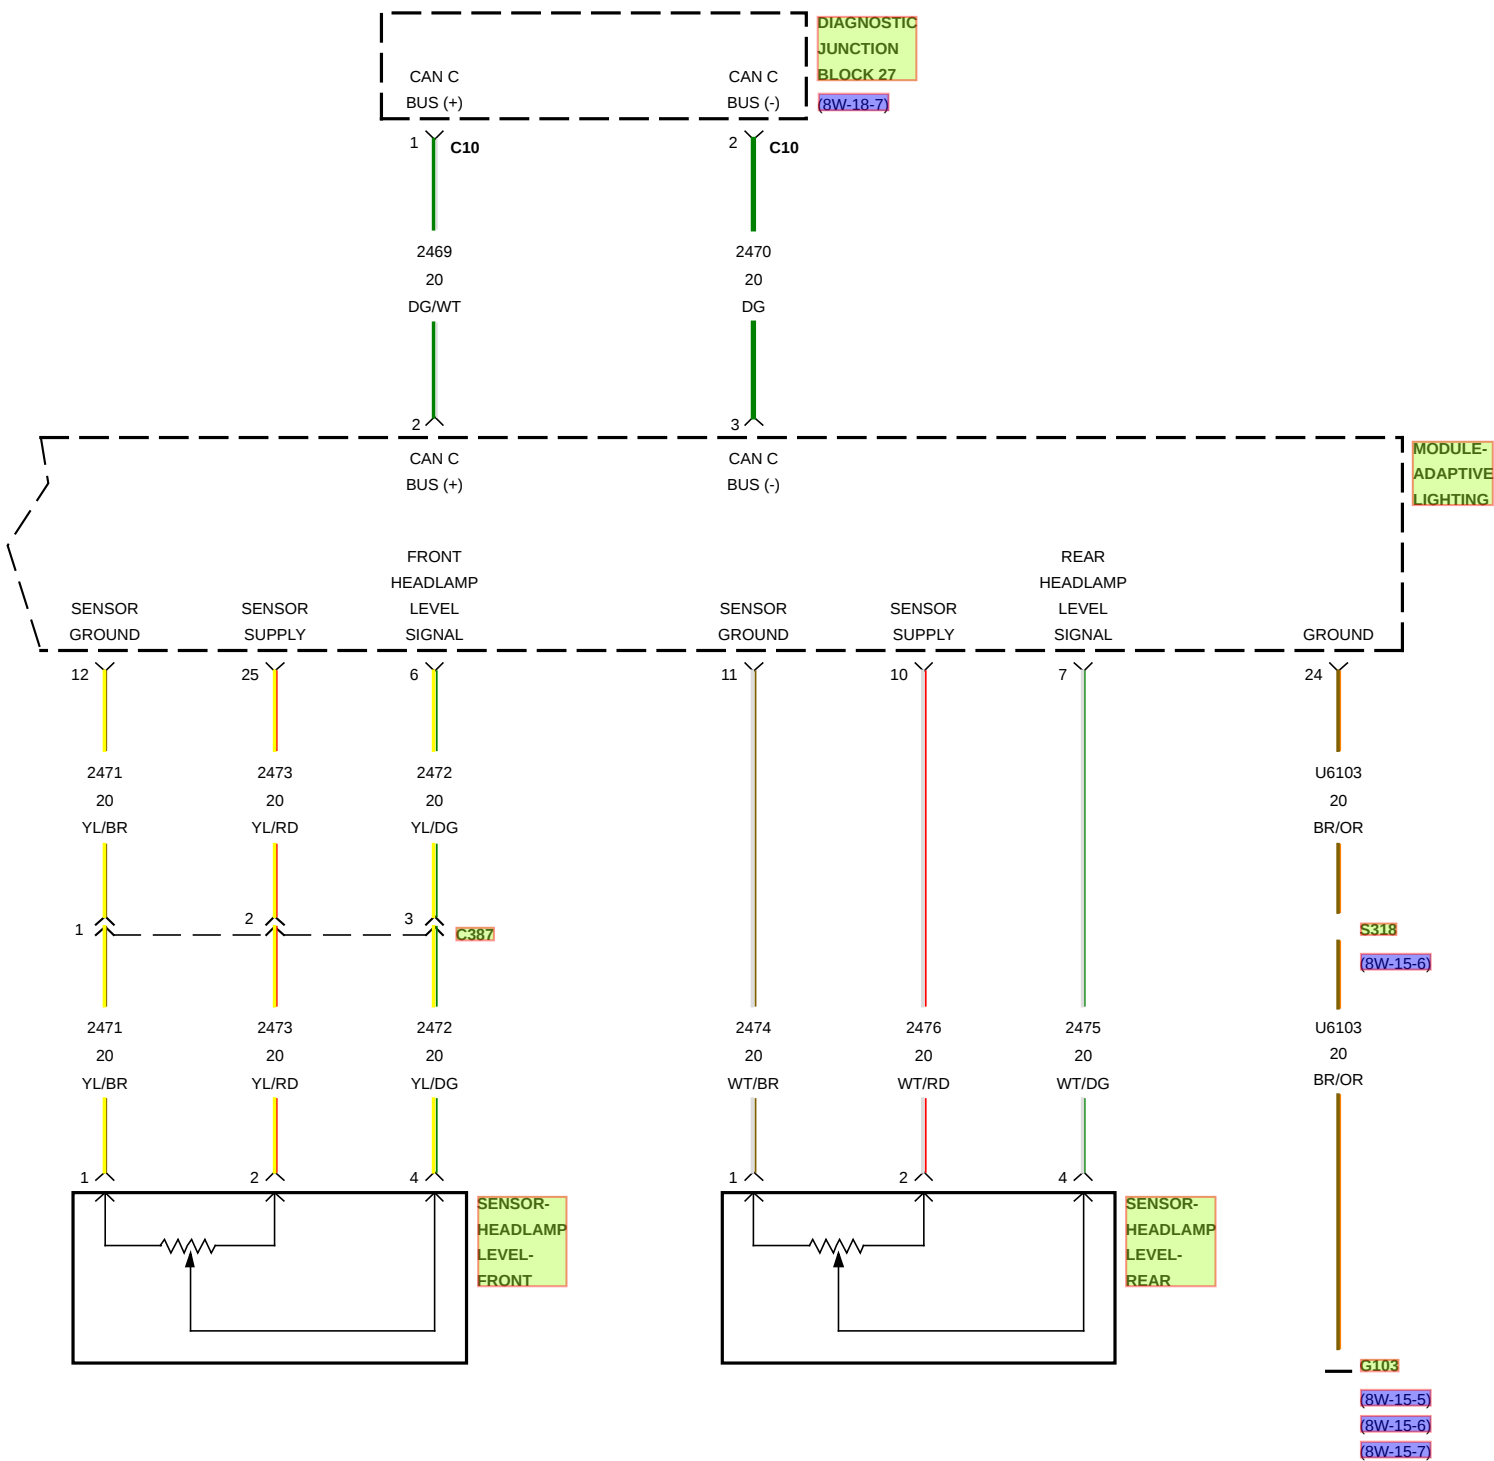 DIAGNOSTIC
JUNCTION
BLOCK 27
(8W-18-7)
CAN C
BUS (+)
CAN C
BUS (-)
1
C10
2
C10
2469
20
DG/WT
2470
20
DG
2
3
CAN C
BUS (+)
CAN C
BUS (-)
MODULE-
ADAPTIVE
LIGHTING
SENSOR
GROUND
SENSOR
SUPPLY
FRONT
HEADLAMP
LEVEL
SIGNAL
SENSOR
GROUND
SENSOR
SUPPLY
REAR
HEADLAMP
LEVEL
SIGNAL
GROUND
12
25
6
11
10
7
24
2471
20
YL/BR
2473
20
YL/RD
2472
20
YL/DG
U6103
20
BR/OR
1
2
3
C387
S318
(8W-15-6)
2471
20
YL/BR
2473
20
YL/RD
2472
20
YL/DG
2474
20
WT/BR
2476
20
WT/RD
2475
20
WT/DG
U6103
20
BR/OR
1
2
4
1
2
4
SENSOR-
HEADLAMP
LEVEL-
FRONT
SENSOR-
HEADLAMP
LEVEL-
REAR
G103
(8W-15-5)
(8W-15-6)
(8W-15-7)